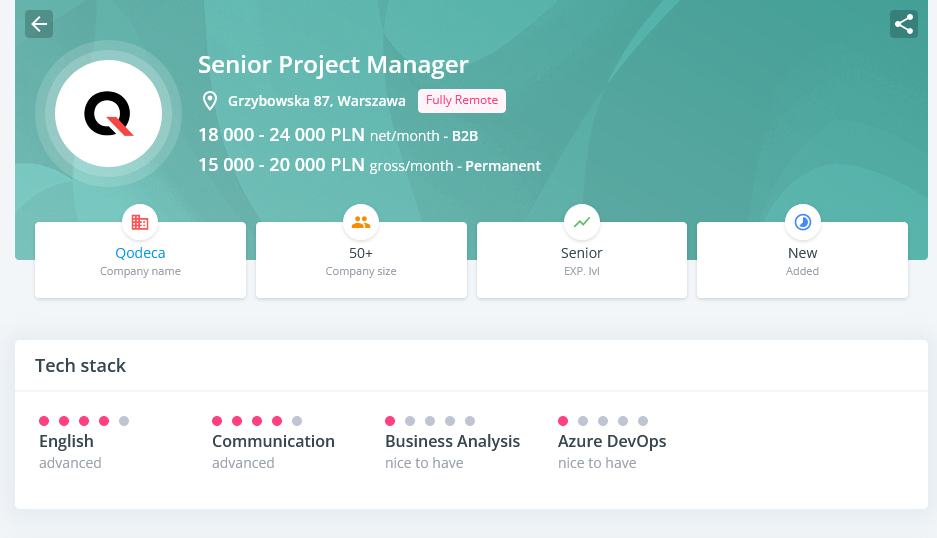 Senior Project Manager
Grzybowska 87, Warszawa Fully Remote
18 000 - 24 000 PLN net/month - B2B
15 000 - 20 000 PLN gross/month - Permanent
Qodeca
Company name
50+
Company size
Senior
EXP. lvl
New
Added
Tech stack
English
advanced
Communication
advanced
Business Analysis
nice to have
Azure DevOps
nice to have